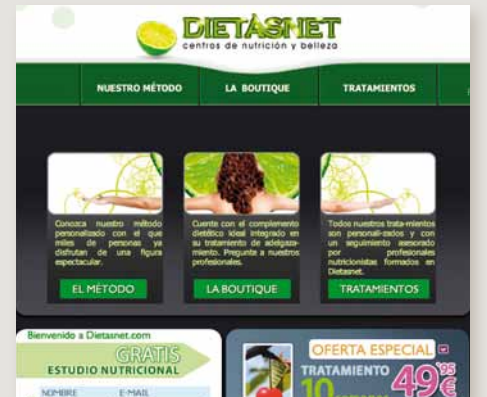 DIETASNET
centros de nutrición y belleza
NUESTRO MÉTODO
LA BOUTIQUE
TRATAMIENTOS
Conozca nuestro método
personalizado con el que
miles de personas ya
disfrutan de una figura
espectacular.
EL MÉTODO
Cuente con el complemento
dietético ideal integrado en
su tratamiento de adelgaza-
miento. Pregunte a nuestros
profesionales.
LA BOUTIQUE
Todos nuestros trata-mientos
son personali-zados y con
un seguimiento asesorado
por profesionales
nutricionistas formados en
Dietasnet.
TRATAMIENTOS
Bienvenido a Dietasnet.com
GRATIS
ESTUDIO NUTRICIONAL
NOMBRE
E-MAIL
OFERTA ESPECIAL
TRATAMIENTO
10
49'95
€